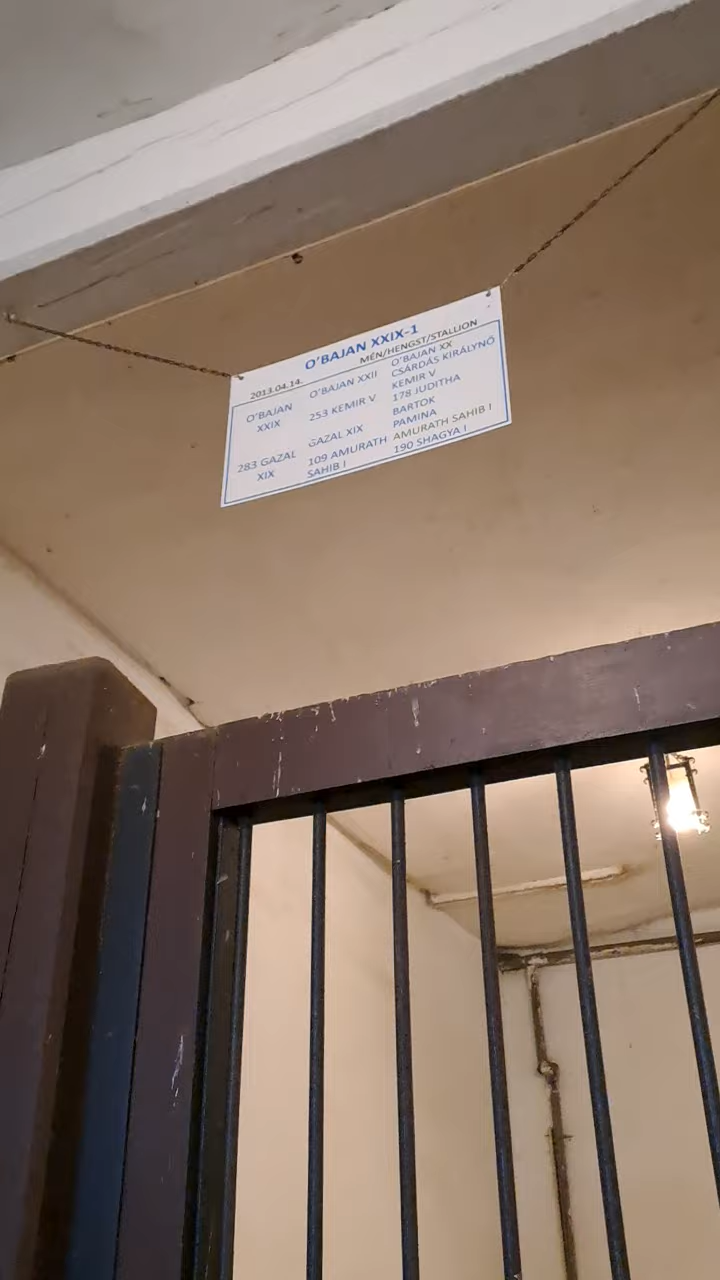 O'BAJAN XXIX-1
2013.04.14. MÉN/HENGST/STALLION
O'BAJAN XXIX
O'BAJAN XXII
O'BAJAN XX
CSÁRDÁS KIRÁLYNŐ
253 KEMIR V
KEMIR V
178 JUDITHA
283 GAZAL XIX
GAZAL XIX
BARTOK
PAMINA
109 AMURATH SAHIB I
AMURATH SAHIB I
190 SHAGYA I